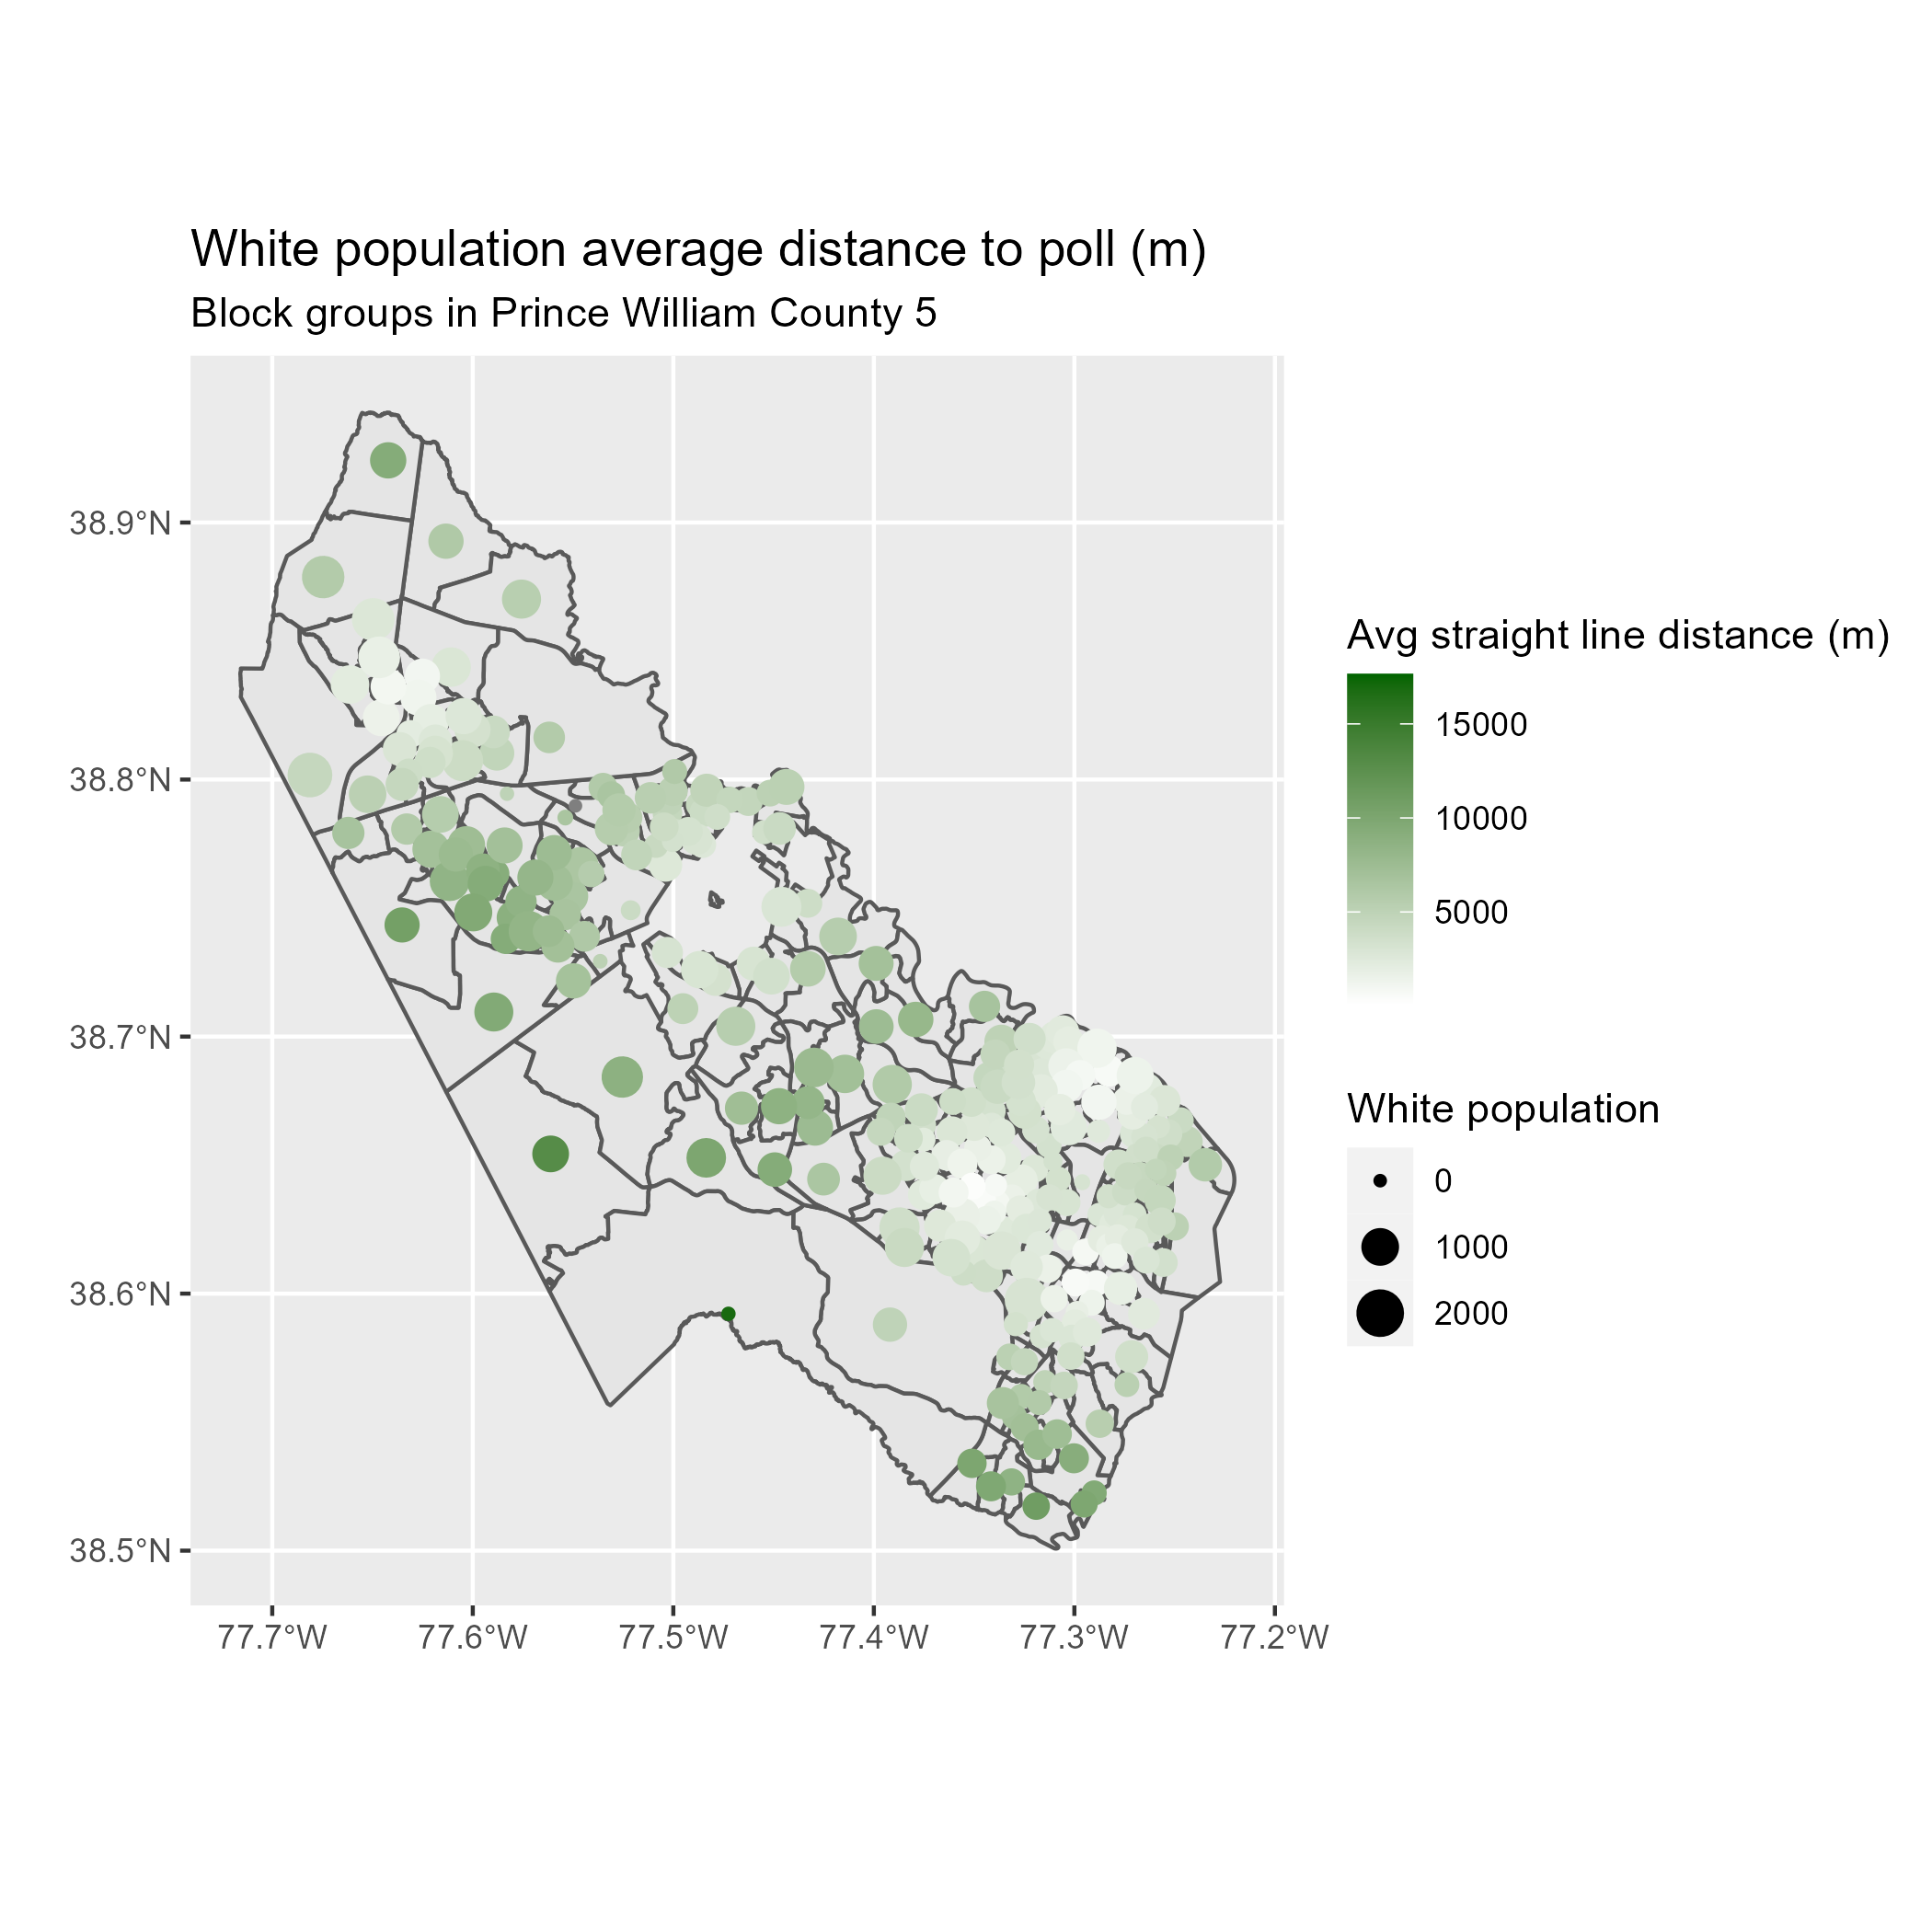 White population average distance to poll (m)
Block groups in Prince William County 5
38.9°N
38.8°N
38.7°N
38.6°N
38.5°N
77.7°W
77.6°W
77.5°W
77.4°W
77.3°W
77.2°W
Avg straight line distance (m)
15000
10000
5000
White population
0
1000
2000